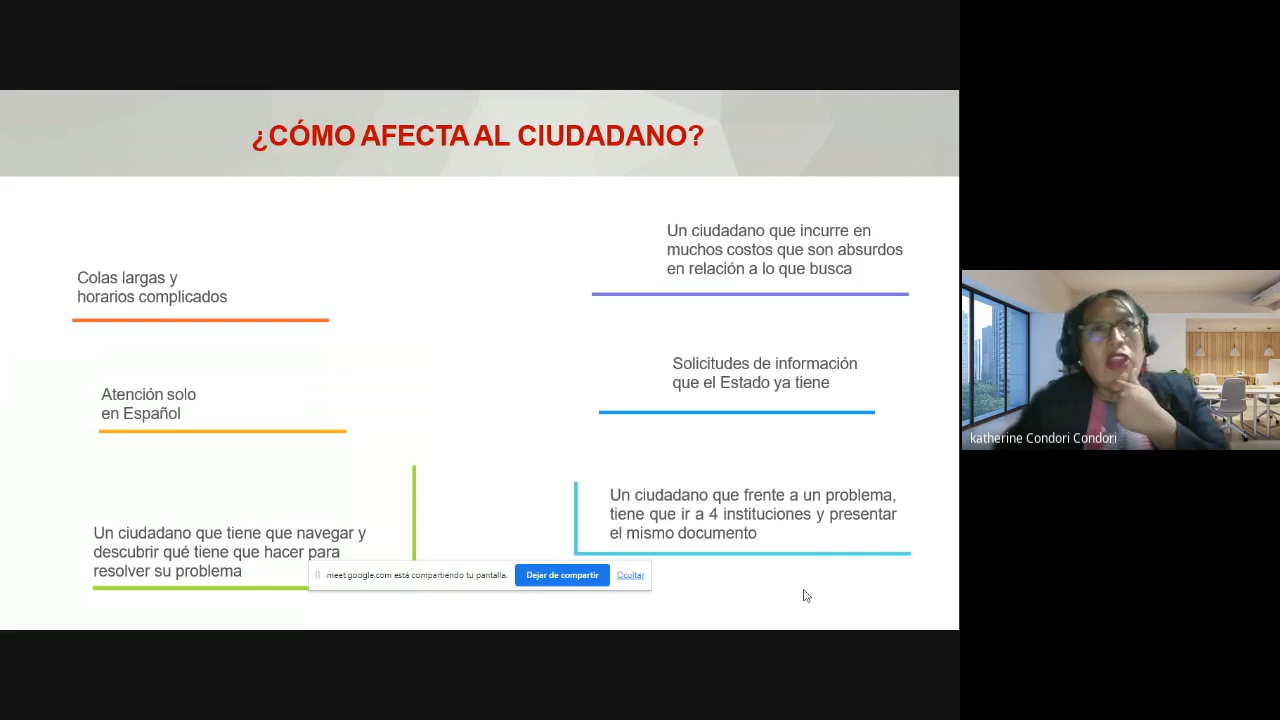 ¿CÓMO AFECTA AL CIUDADANO?
Colas largas y
horarios complicados
Atención solo
en Español
Un ciudadano que tiene que navegar y
descubrir qué tiene que hacer para
resolver su problema
Un ciudadano que incurre en
muchos costos que son absurdos
en relación a lo que busca
Solicitudes de información
que el Estado ya tiene
Un ciudadano que frente a un problema,
tiene que ir a 4 instituciones y presentar
el mismo documento
meet.google.com está compartiendo tu pantalla.
Dejar de compartir
Ocultar
katherine Condori Condori